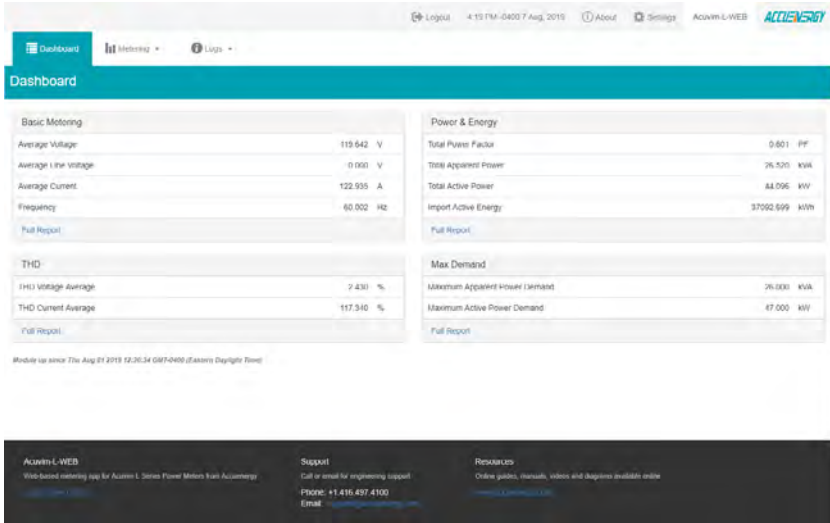 Logout 4:15 PM -0400 7 Aug, 2019 About Settings Acuvim-L-WEB ACCUENERGY
Dashboard Metering Logs
Dashboard
Basic Metering
Average Voltage 119.642 V
Average Line Voltage 0.000 V
Average Current 122.935 A
Frequency 60.002 Hz
Full Report
Power & Energy
Total Power Factor 0.601 PF
Total Apparent Power 26.520 kVA
Total Active Power 44.096 kW
Import Active Energy 37092.699 kWh
Full Report
THD
THD Voltage Average 2.430 %
THD Current Average 117.340 %
Full Report
Max Demand
Maximum Apparent Power Demand 26.000 kVA
Maximum Active Power Demand 47.000 kW
Full Report
Module up since Thu Aug 01 2019 GMT-0400 (Eastern Daylight Time)
Acuvim-L-WEB
Web-based metering app for Acuvim L Series Power Meters from Accuenergy
Support
Call or email for engineering support
Phone: +1.416.497.4100
Email:
Resources
Online guides, manuals, videos and diagrams available online